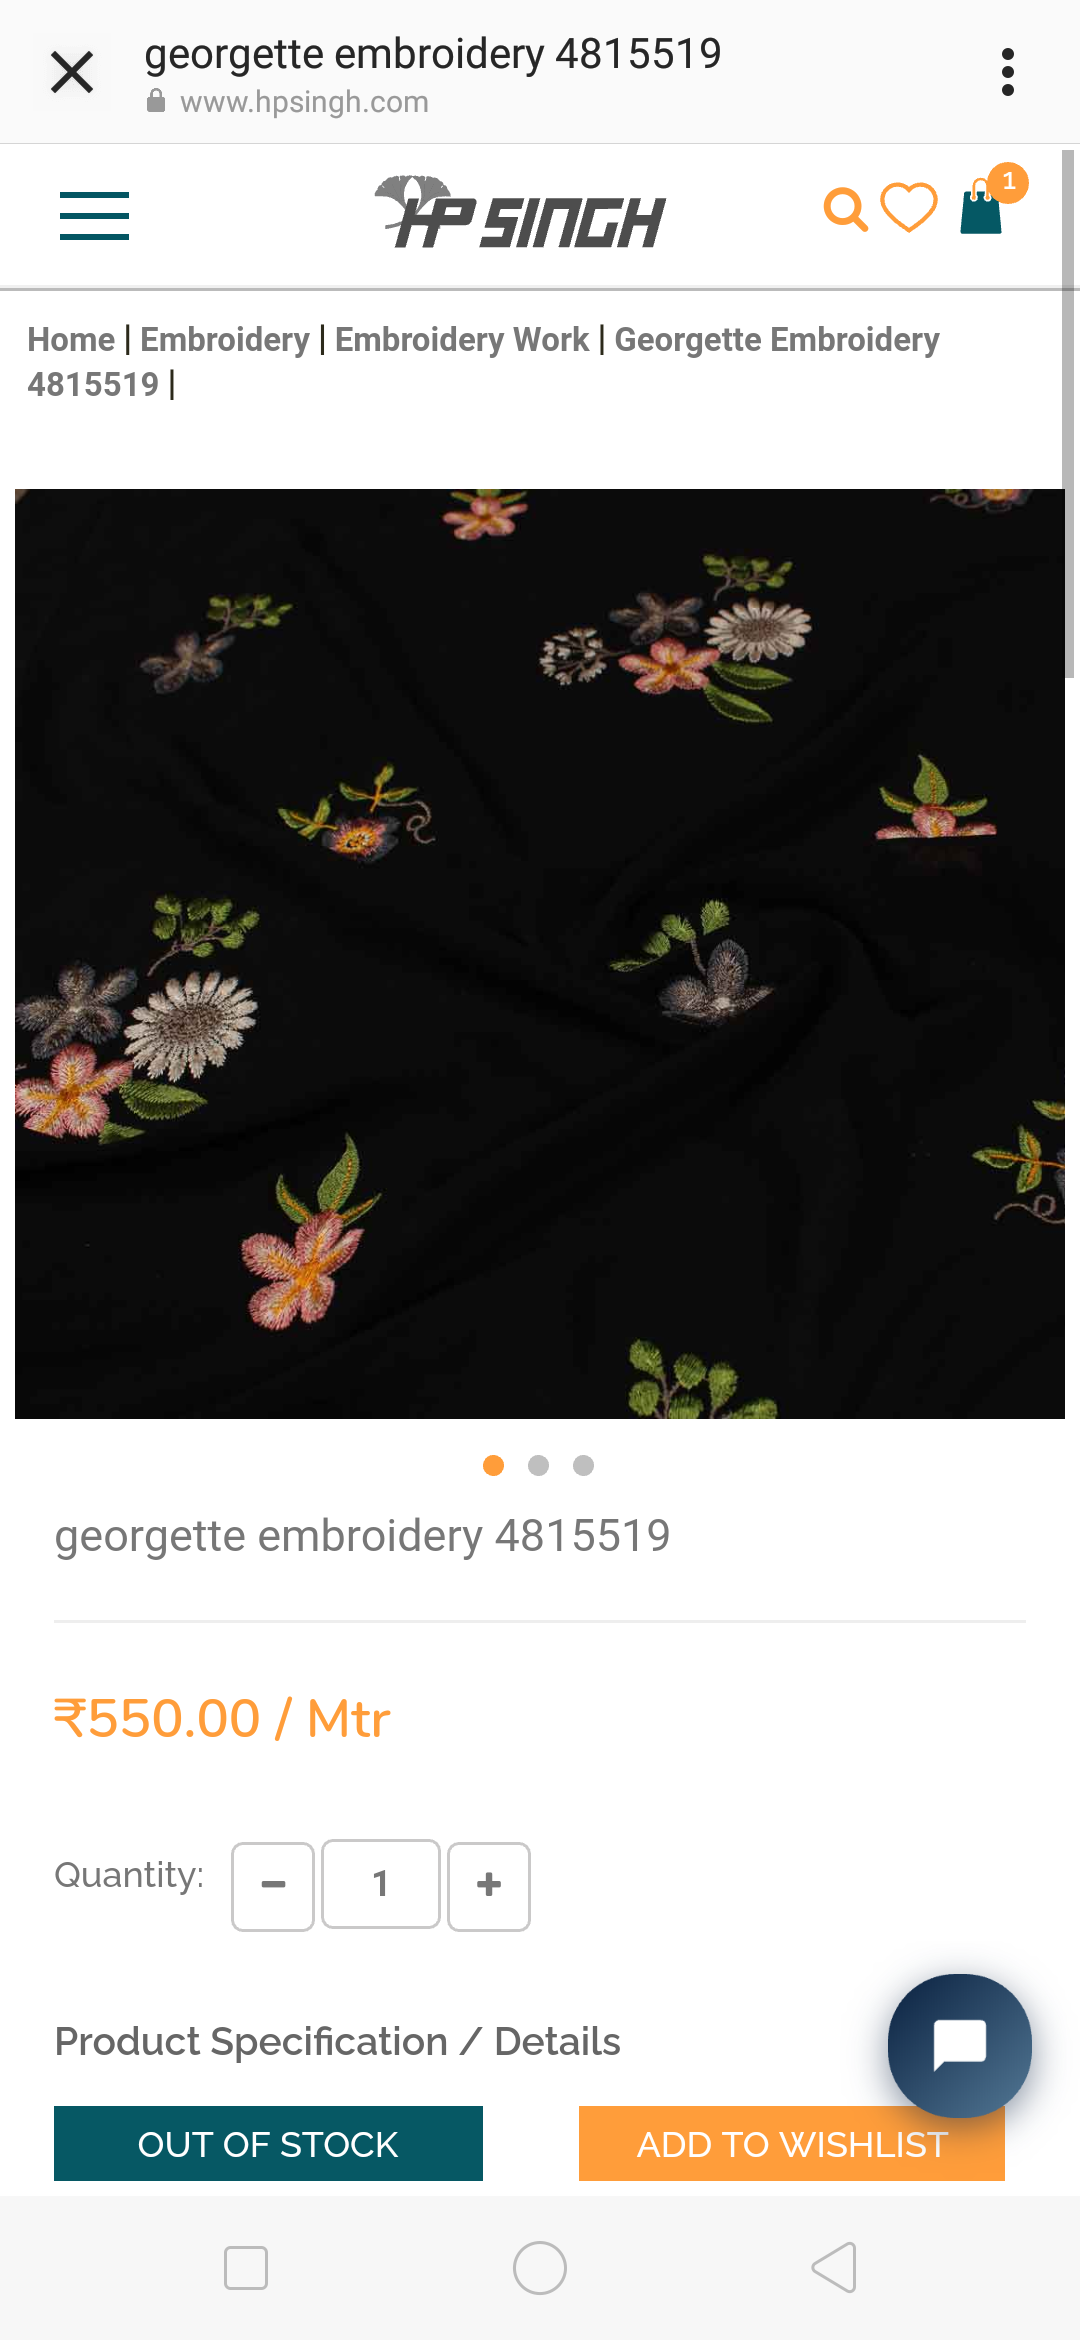 georgette embroidery 4815519
www.hpsingh.com
HP SINGH
1
Home | Embroidery | Embroidery Work | Georgette Embroidery
4815519 |
georgette embroidery 4815519
₹550.00 / Mtr
Quantity: − 1 +
Product Specification / Details
OUT OF STOCK ADD TO WISHLIST